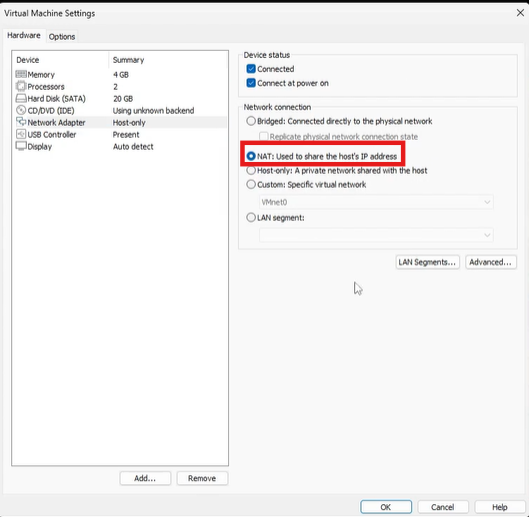 Virtual Machine Settings
Hardware Options
Device Summary
Memory 4 GB
Processors 2
Hard Disk (SATA) 20 GB
CD/DVD (IDE) Using unknown backend
Network Adapter Host-only
USB Controller Present
Display Auto detect
Add... Remove
Device status
Connected
Connect at power on
Network connection
Bridged: Connected directly to the physical network
Replicate physical network connection state
NAT: Used to share the host's IP address
Host-only: A private network shared with the host
Custom: Specific virtual network
VMnet0
LAN segment:
LAN Segments... Advanced...
OK Cancel Help